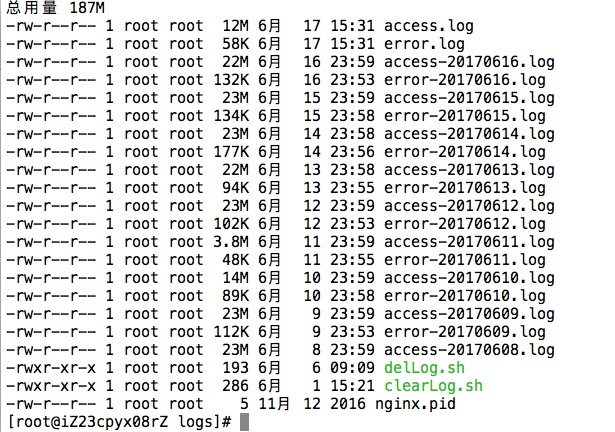 总用量 187M
-rw-r--r-- 1 root root  12M 6月  17 15:31 access.log
-rw-r--r-- 1 root root  58K 6月  17 15:31 error.log
-rw-r--r-- 1 root root  22M 6月  16 23:59 access-20170616.log
-rw-r--r-- 1 root root 132K 6月  16 23:53 error-20170616.log
-rw-r--r-- 1 root root  23M 6月  15 23:59 access-20170615.log
-rw-r--r-- 1 root root 134K 6月  15 23:58 error-20170615.log
-rw-r--r-- 1 root root  23M 6月  14 23:58 access-20170614.log
-rw-r--r-- 1 root root 177K 6月  14 23:56 error-20170614.log
-rw-r--r-- 1 root root  22M 6月  13 23:58 access-20170613.log
-rw-r--r-- 1 root root  94K 6月  13 23:55 error-20170613.log
-rw-r--r-- 1 root root  23M 6月  12 23:59 access-20170612.log
-rw-r--r-- 1 root root 102K 6月  12 23:53 error-20170612.log
-rw-r--r-- 1 root root 3.8M 6月  11 23:59 access-20170611.log
-rw-r--r-- 1 root root  48K 6月  11 23:55 error-20170611.log
-rw-r--r-- 1 root root  14M 6月  10 23:59 access-20170610.log
-rw-r--r-- 1 root root  89K 6月  10 23:58 error-20170610.log
-rw-r--r-- 1 root root  23M 6月   9 23:59 access-20170609.log
-rw-r--r-- 1 root root 112K 6月   9 23:53 error-20170609.log
-rw-r--r-- 1 root root  23M 6月   8 23:59 access-20170608.log
-rwxr-xr-x 1 root root  193 6月   6 09:09 delLog.sh
-rwxr-xr-x 1 root root  286 6月   1 15:21 clearLog.sh
-rw-r--r-- 1 root root    5 11月 12 2016 nginx.pid
[root@iZ23cpyx08rZ logs]#